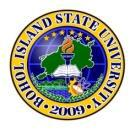 BOHOL ISLAND STATE UNIVERSITY
• 2009 •